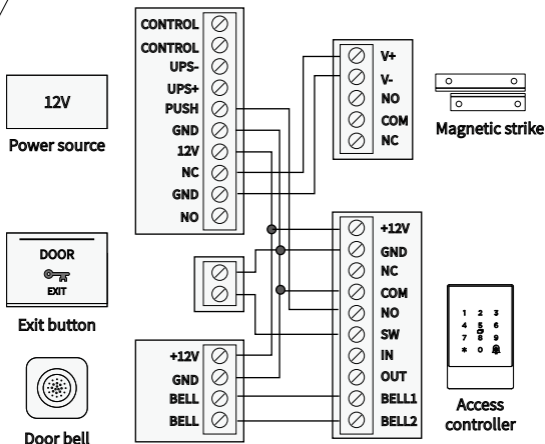 CONTROL
CONTROL
UPS-
UPS+
PUSH
GND
12V
NC
GND
NO
V+
V-
NO
COM
NC
Magnetic strike
12V
Power source
DOOR
EXIT
Exit button
+12V
GND
NC
COM
NO
SW
IN
OUT
BELL1
BELL2
1 2 3
4 5 6
7 8 9
* 0
Access
controller
+12V
GND
BELL
BELL
Door bell